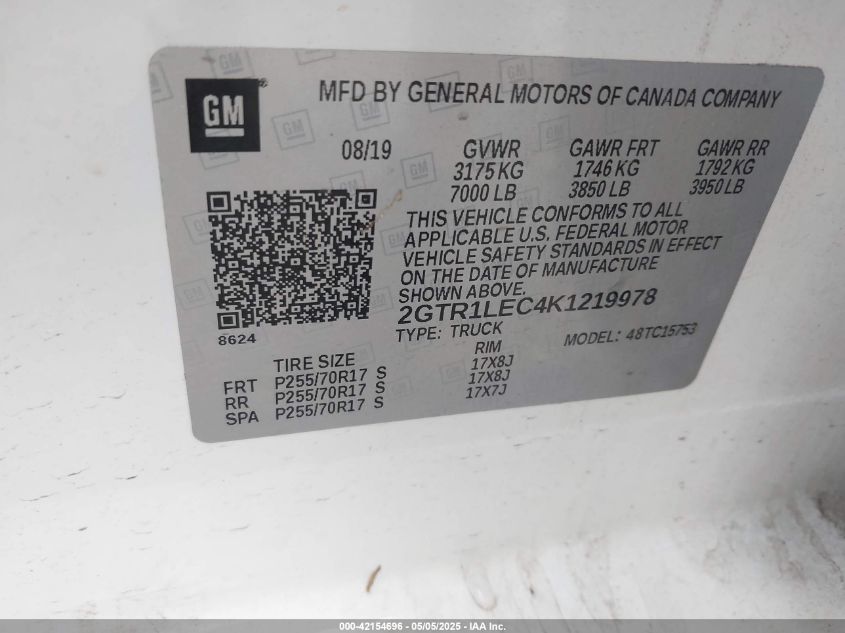 GM
MFD BY GENERAL MOTORS OF CANADA COMPANY
08/19 GVWR GAWR FRT GAWR RR
3175 KG 1746 KG 1792 KG
7000 LB 3850 LB 3950 LB
THIS VEHICLE CONFORMS TO ALL
APPLICABLE U.S. FEDERAL MOTOR
VEHICLE SAFETY STANDARDS IN EFFECT
ON THE DATE OF MANUFACTURE
SHOWN ABOVE.
2GTR1LEC4K1219978
8624 TYPE: TRUCK MODEL: 48TC15753
TIRE SIZE RIM
FRT P255/70R17 S 17X8J
RR P255/70R17 S 17X8J
SPA P255/70R17 S 17X7J
000-42154696 - 05/05/2025 - IAA Inc.